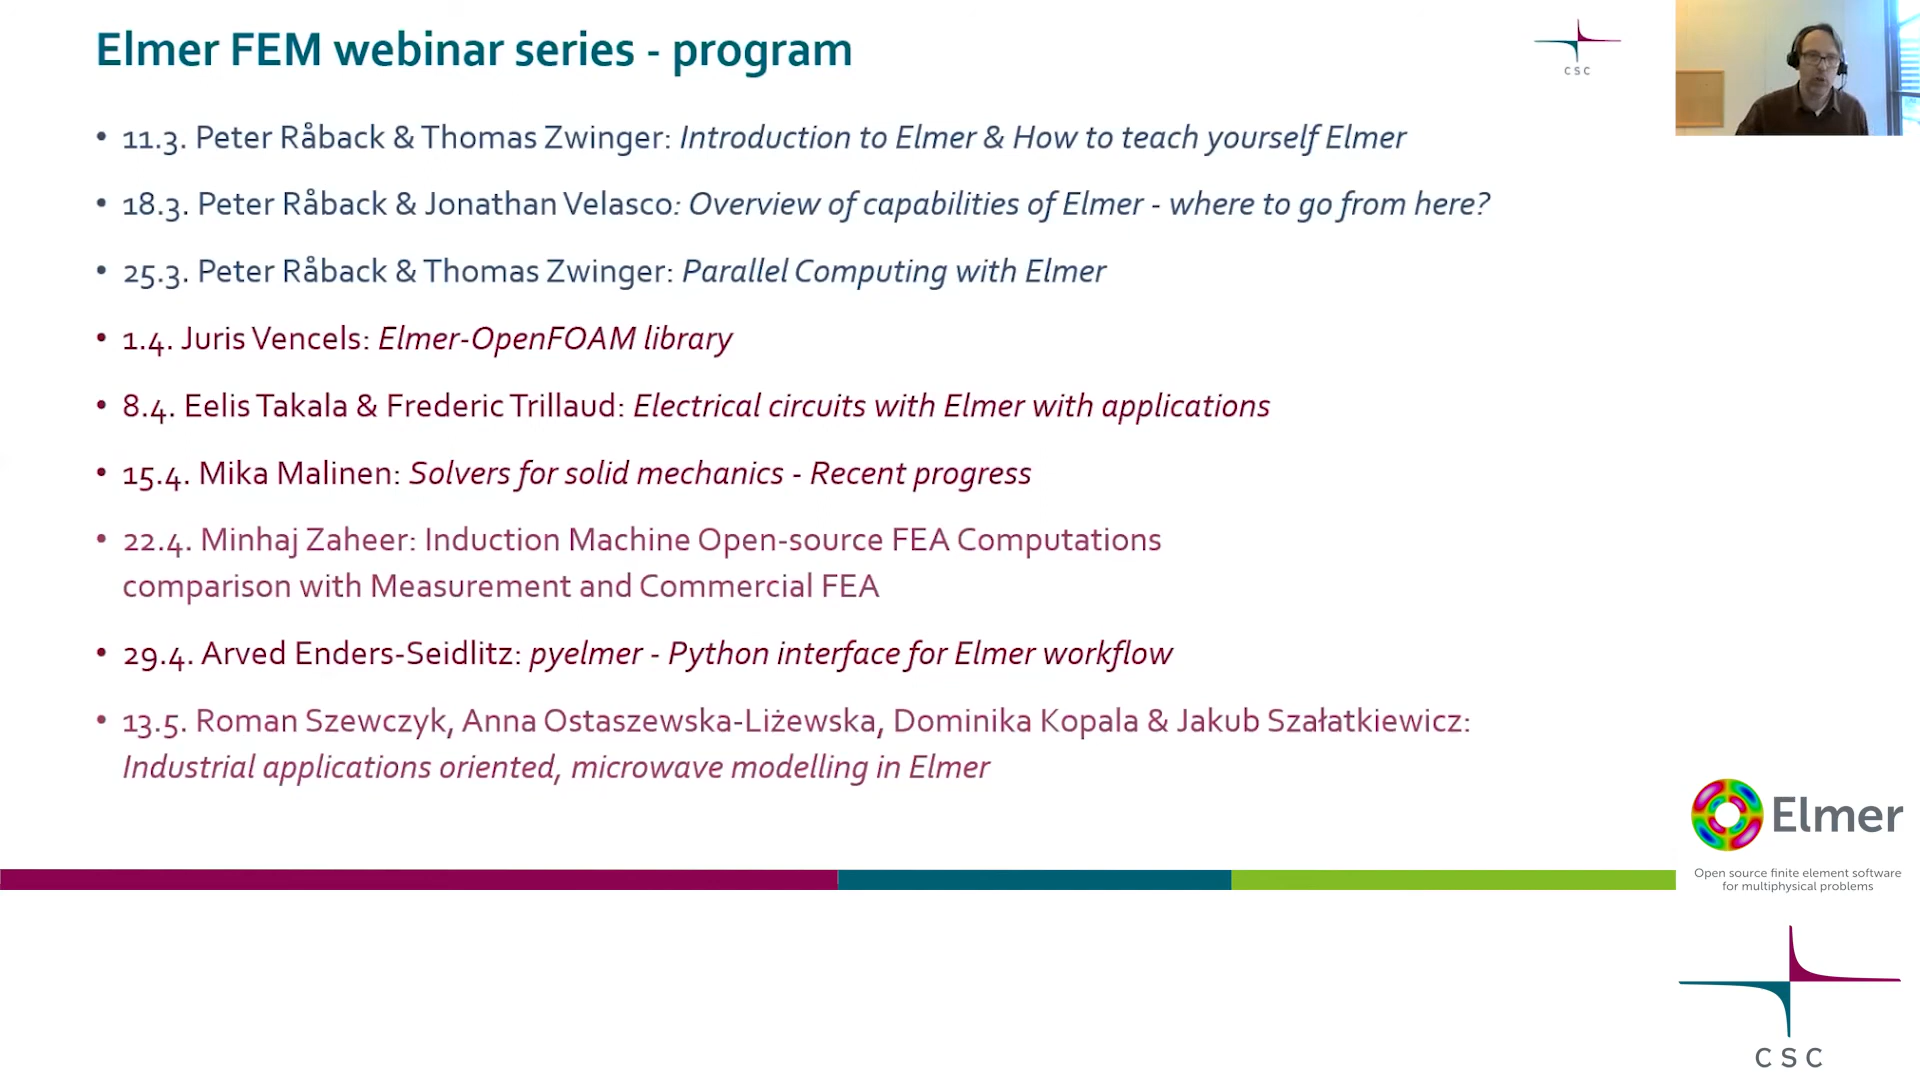 Elmer FEM webinar series - program
CSC
• 11.3. Peter Råback & Thomas Zwinger: Introduction to Elmer & How to teach yourself Elmer
• 18.3. Peter Råback & Jonathan Velasco: Overview of capabilities of Elmer - where to go from here?
• 25.3. Peter Råback & Thomas Zwinger: Parallel Computing with Elmer
• 1.4. Juris Vencels: Elmer-OpenFOAM library
• 8.4. Eelis Takala & Frederic Trillaud: Electrical circuits with Elmer with applications
• 15.4. Mika Malinen: Solvers for solid mechanics - Recent progress
• 22.4. Minhaj Zaheer: Induction Machine Open-source FEA Computations
comparison with Measurement and Commercial FEA
• 29.4. Arved Enders-Seidlitz: pyelmer - Python interface for Elmer workflow
• 13.5. Roman Szewczyk, Anna Ostaszewska-Liżewska, Dominika Kopala & Jakub Szałatkiewicz:
Industrial applications oriented, microwave modelling in Elmer
Elmer
Open source finite element software
for multiphysical problems
CSC